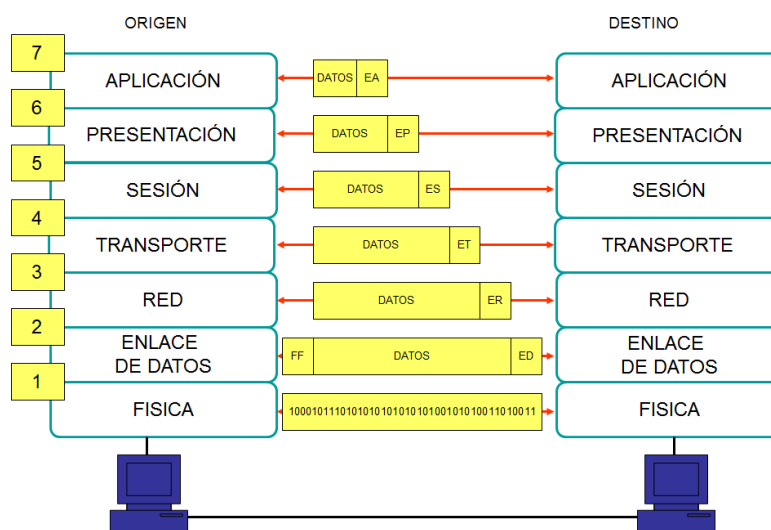 ORIGEN DESTINO
7
APLICACIÓN DATOS EA APLICACIÓN
6
PRESENTACIÓN DATOS EP PRESENTACIÓN
5
SESIÓN DATOS ES SESIÓN
4
TRANSPORTE DATOS ET TRANSPORTE
3
RED DATOS ER RED
2
ENLACE FF DATOS ED ENLACE
DE DATOS DE DATOS
1
FISICA 1000101110101010101010101001010100110100​11 FISICA